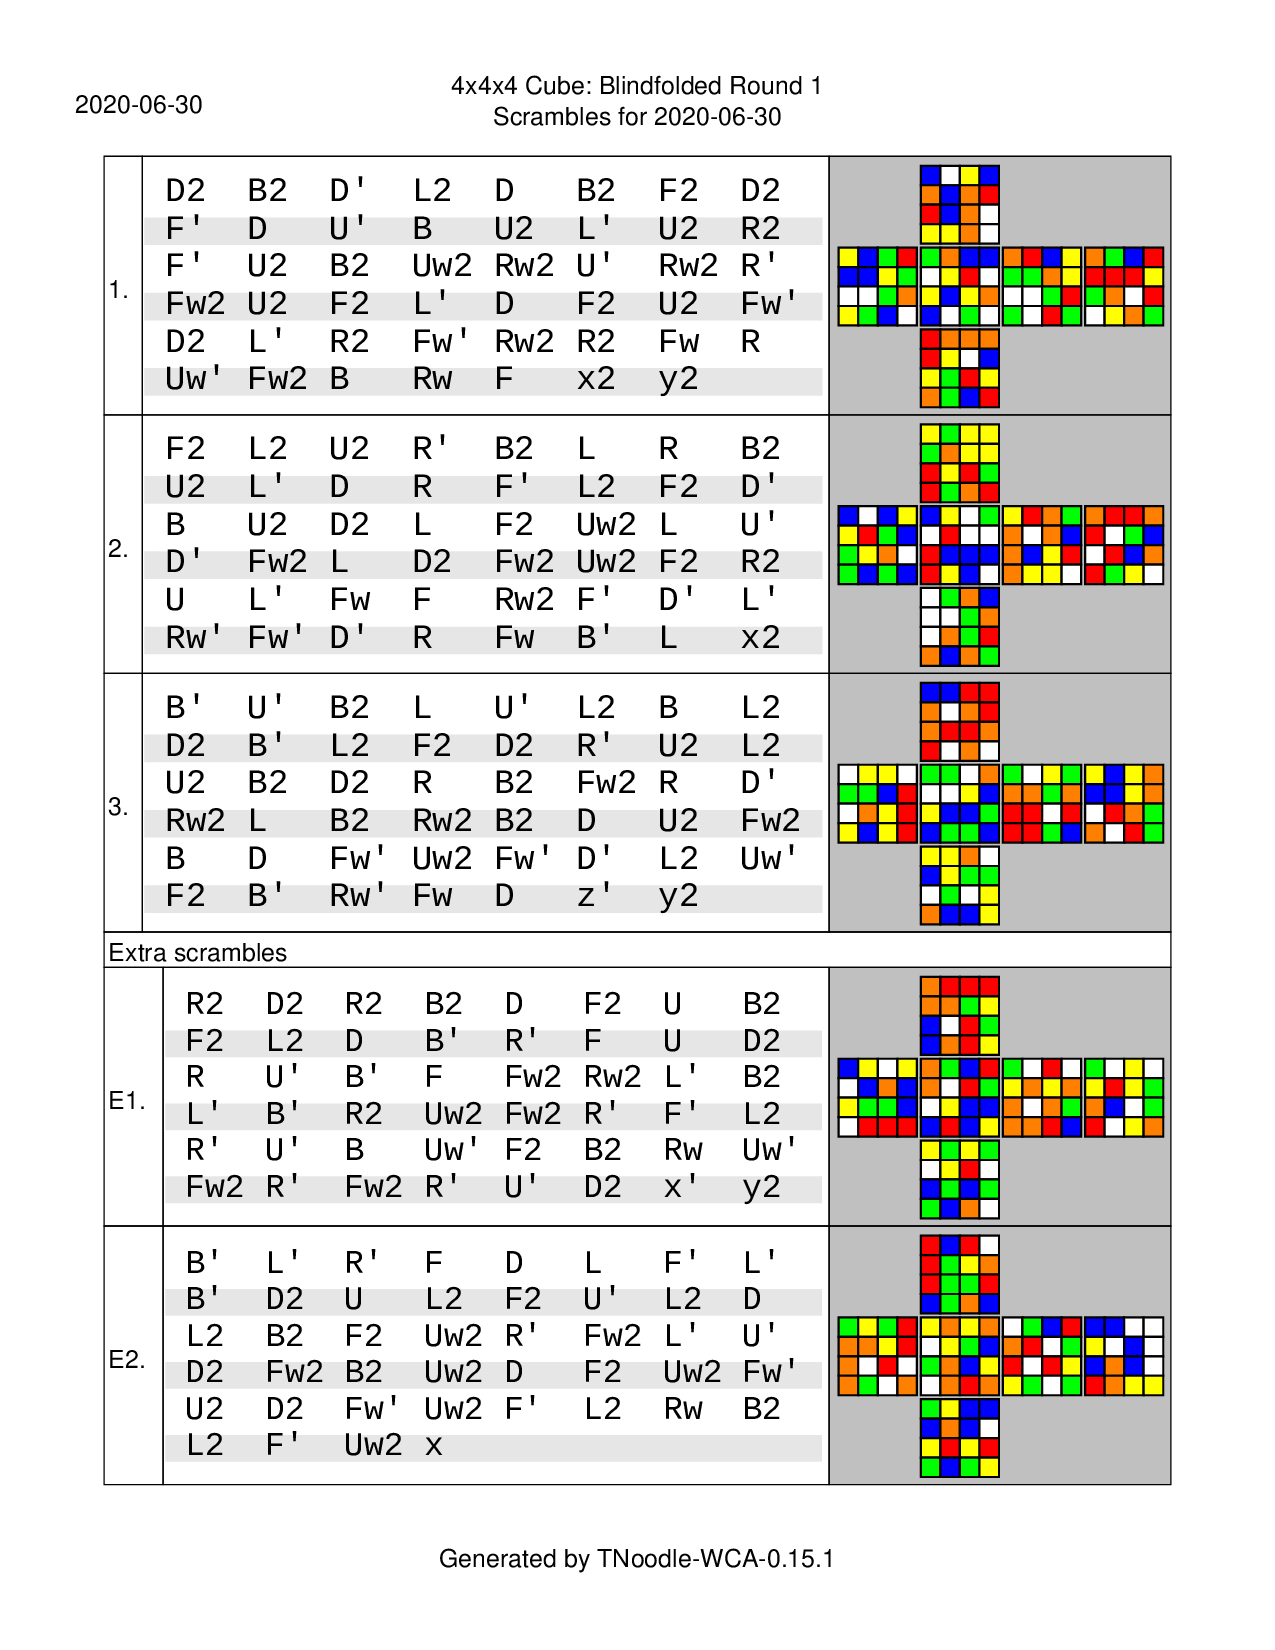 2020-06-30
4x4x4 Cube: Blindfolded Round 1
Scrambles for 2020-06-30
1.
D2 B2 D' L2 D B2 F2 D2
F' D U' B U2 L' U2 R2
F' U2 B2 Uw2 Rw2 U' Rw2 R'
Fw2 U2 F2 L' D F2 U2 Fw'
D2 L' R2 Fw' Rw2 R2 Fw R
Uw' Fw2 B Rw F x2 y2
2.
F2 L2 U2 R' B2 L R B2
U2 L' D R F' L2 F2 D'
B U2 D2 L F2 Uw2 L U'
D' Fw2 L D2 Fw2 Uw2 F2 R2
U L' Fw F Rw2 F' D' L'
Rw' Fw' D' R Fw B' L x2
3.
B' U' B2 L U' L2 B L2
D2 B' L2 F2 D2 R' U2 L2
U2 B2 D2 R B2 Fw2 R D'
Rw2 L B2 Rw2 B2 D U2 Fw2
B D Fw' Uw2 Fw' D' L2 Uw'
F2 B' Rw' Fw D z' y2
Extra scrambles
E1.
R2 D2 R2 B2 D F2 U B2
F2 L2 D B' R' F U D2
R U' B' F Fw2 Rw2 L' B2
L' B' R2 Uw2 Fw2 R' F' L2
R' U' B Uw' F2 B2 Rw Uw'
Fw2 R' Fw2 R' U' D2 x' y2
E2.
B' L' R' F D L F' L'
B' D2 U L2 F2 U' L2 D
L2 B2 F2 Uw2 R' Fw2 L' U'
D2 Fw2 B2 Uw2 D F2 Uw2 Fw'
U2 D2 Fw' Uw2 F' L2 Rw B2
L2 F' Uw2 x
Generated by TNoodle-WCA-0.15.1